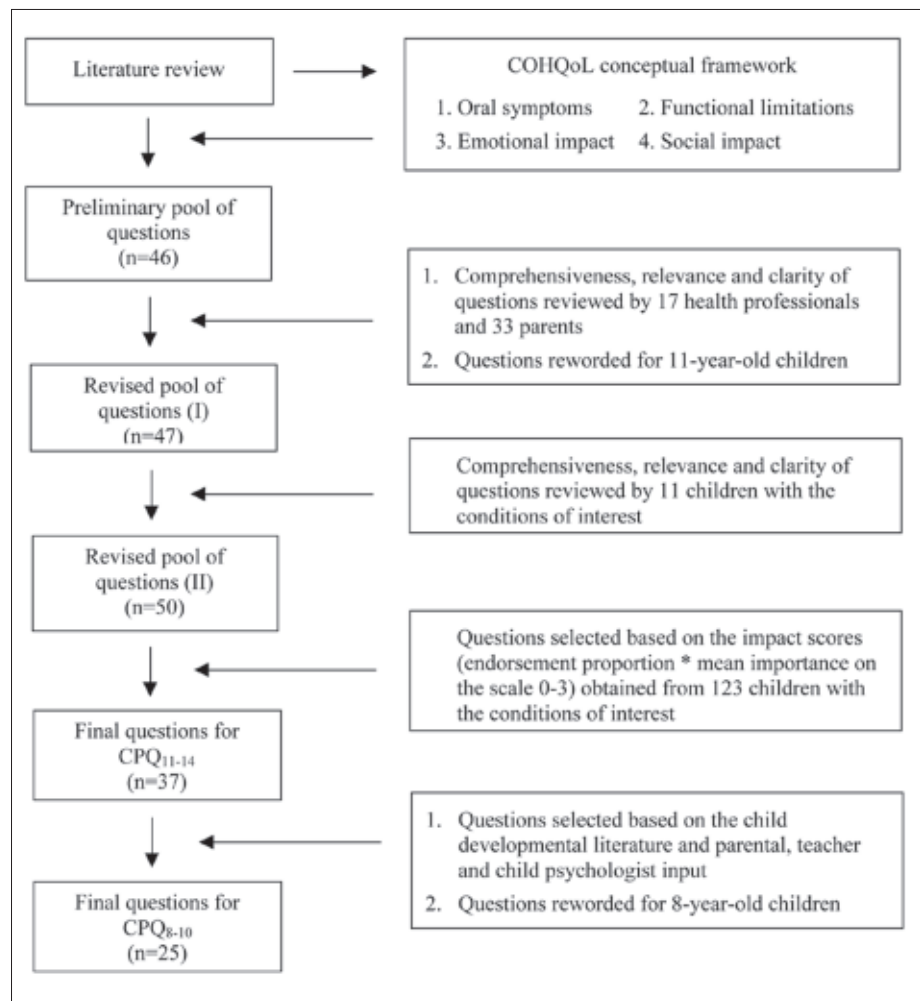 Literature review
COHQoL conceptual framework
1. Oral symptoms 2. Functional limitations
3. Emotional impact 4. Social impact
Preliminary pool of
questions
(n=46)
1. Comprehensiveness, relevance and clarity of
questions reviewed by 17 health professionals
and 33 parents
2. Questions reworded for 11-year-old children
Revised pool of
questions (I)
(n=47)
Comprehensiveness, relevance and clarity of
questions reviewed by 11 children with the
conditions of interest
Revised pool of
questions (II)
(n=50)
Questions selected based on the impact scores
(endorsement proportion * mean importance on
the scale 0-3) obtained from 123 children with
the conditions of interest
Final questions for
CPQ11-14
(n=37)
1. Questions selected based on the child
developmental literature and parental, teacher
and child psychologist input
2. Questions reworded for 8-year-old children
Final questions for
CPQ8-10
(n=25)